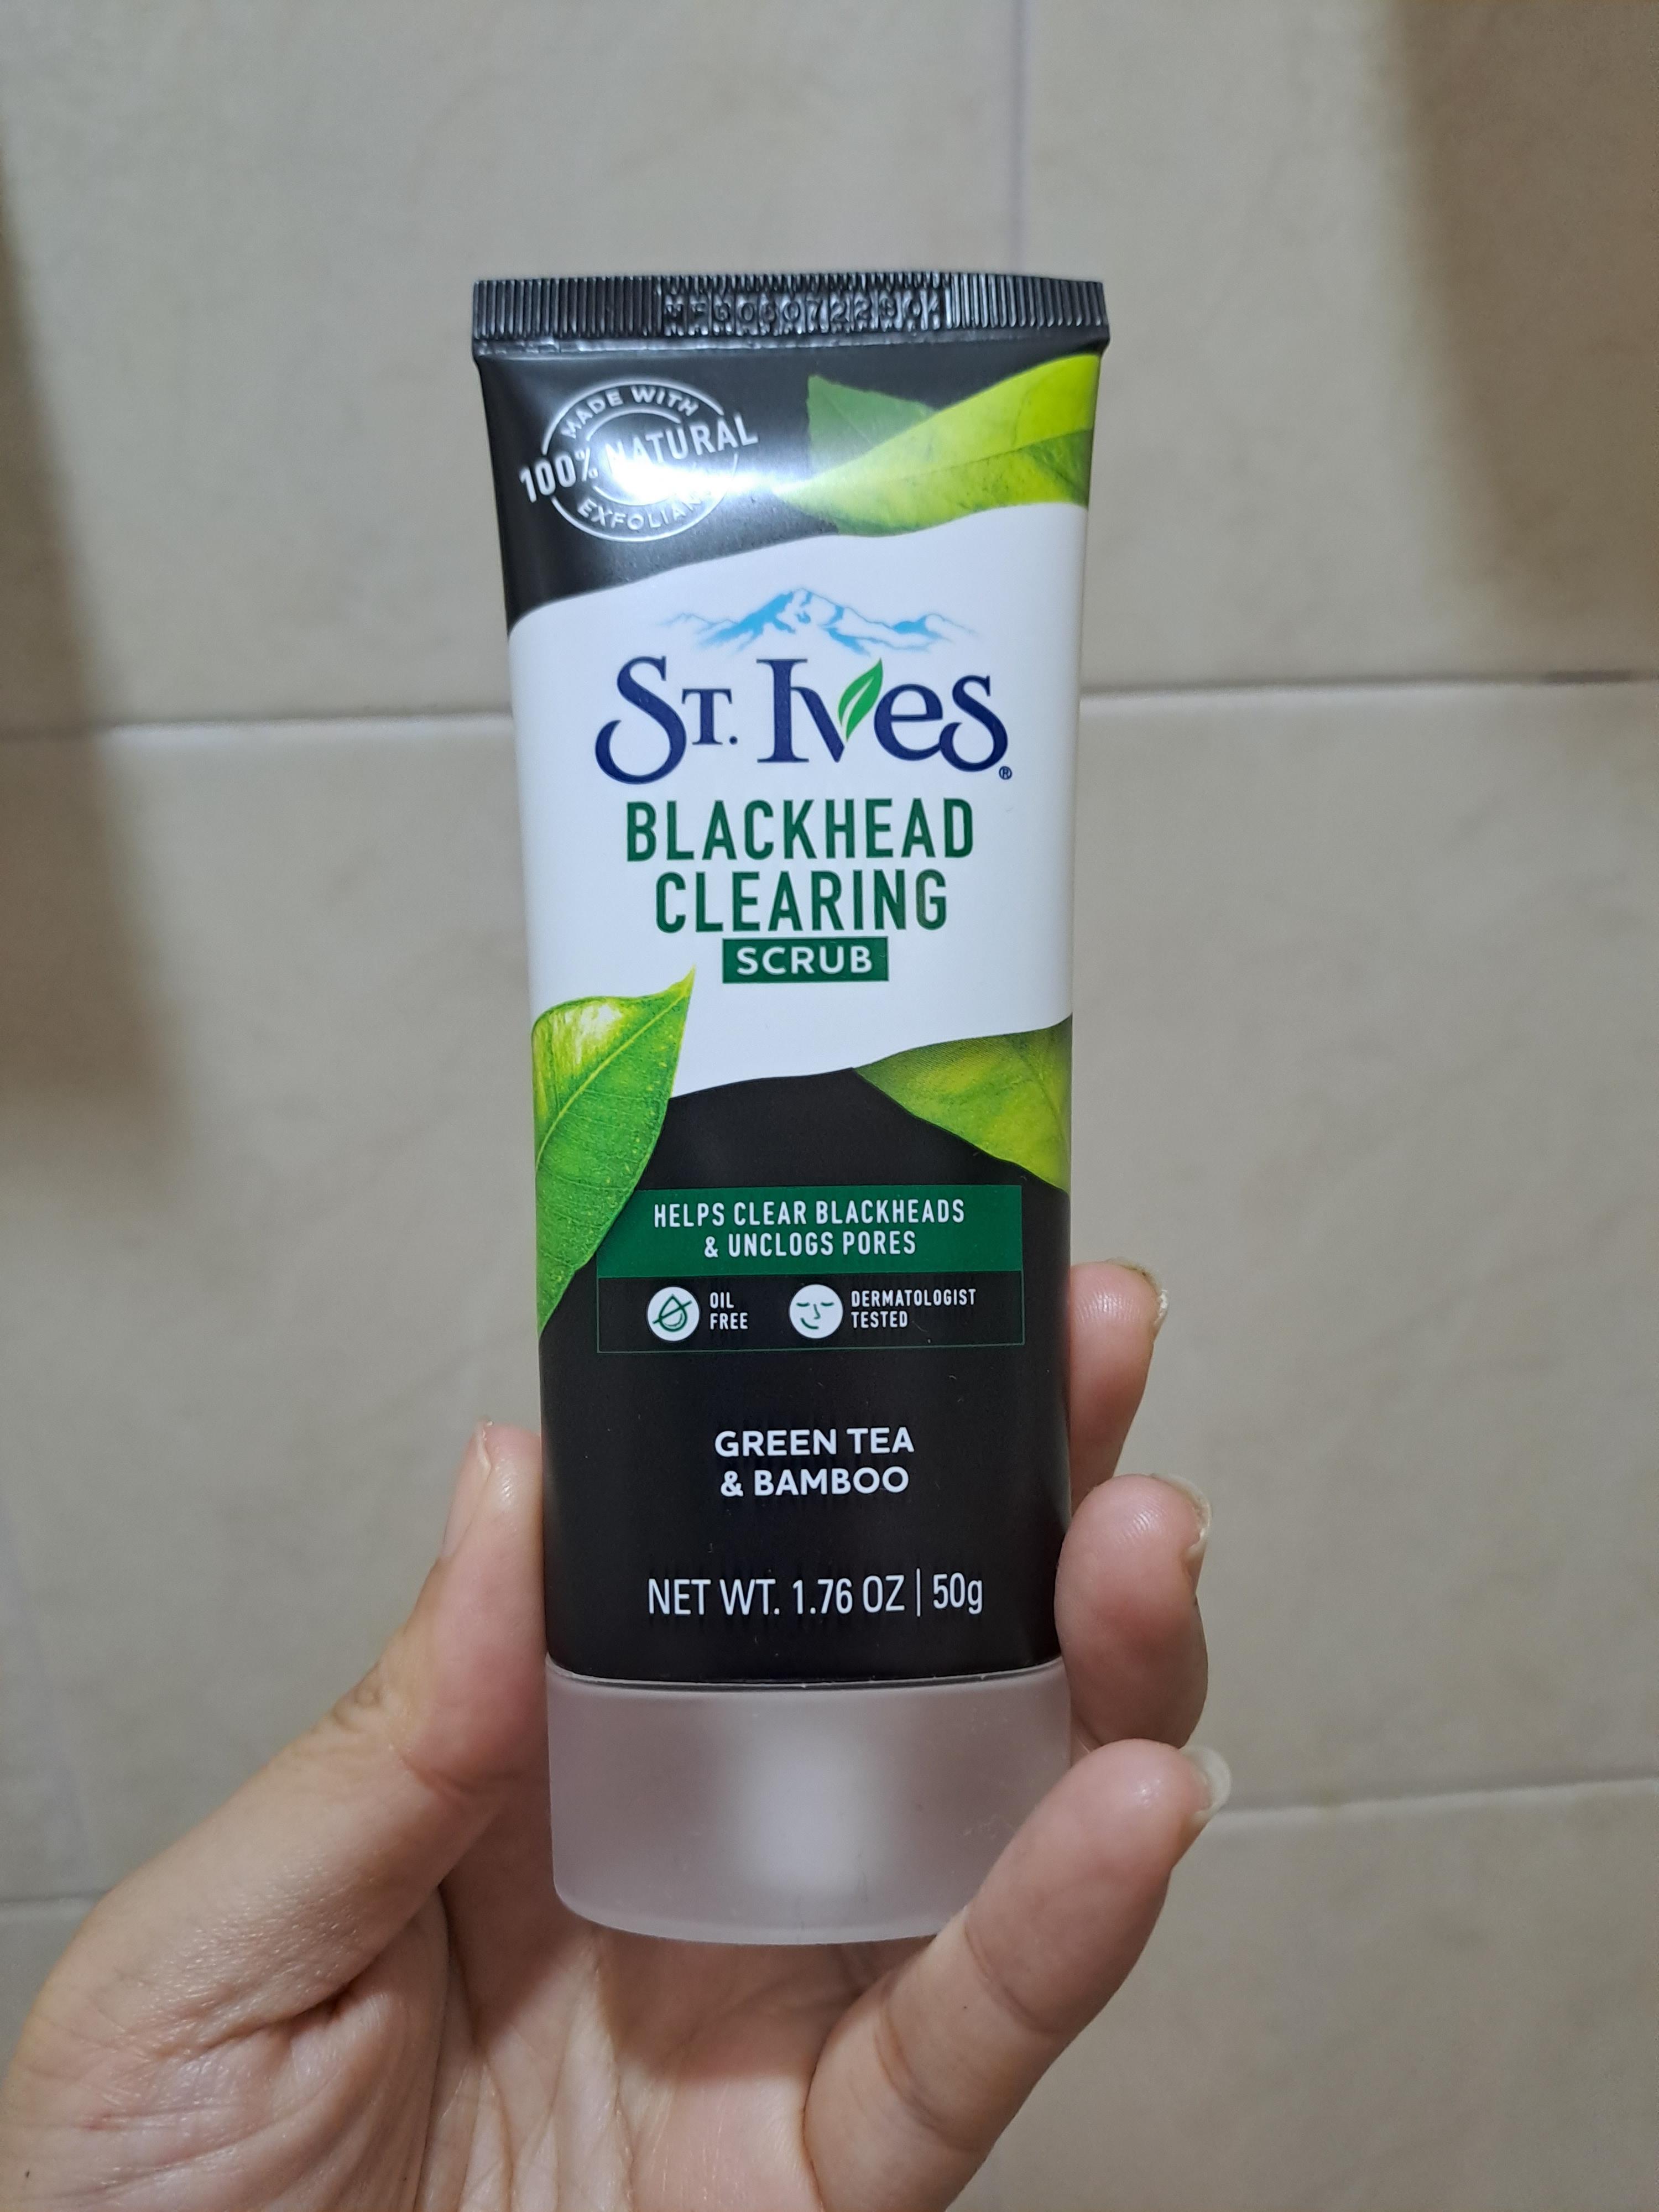 MADE WITH
100% NATURAL
ST. IVES®
BLACKHEAD
CLEARING
SCRUB
HELPS CLEAR BLACKHEADS
& UNCLOGS PORES
OIL
FREE
DERMATOLOGIST
TESTED
GREEN TEA
& BAMBOO
NET WT. 1.76 OZ | 50g